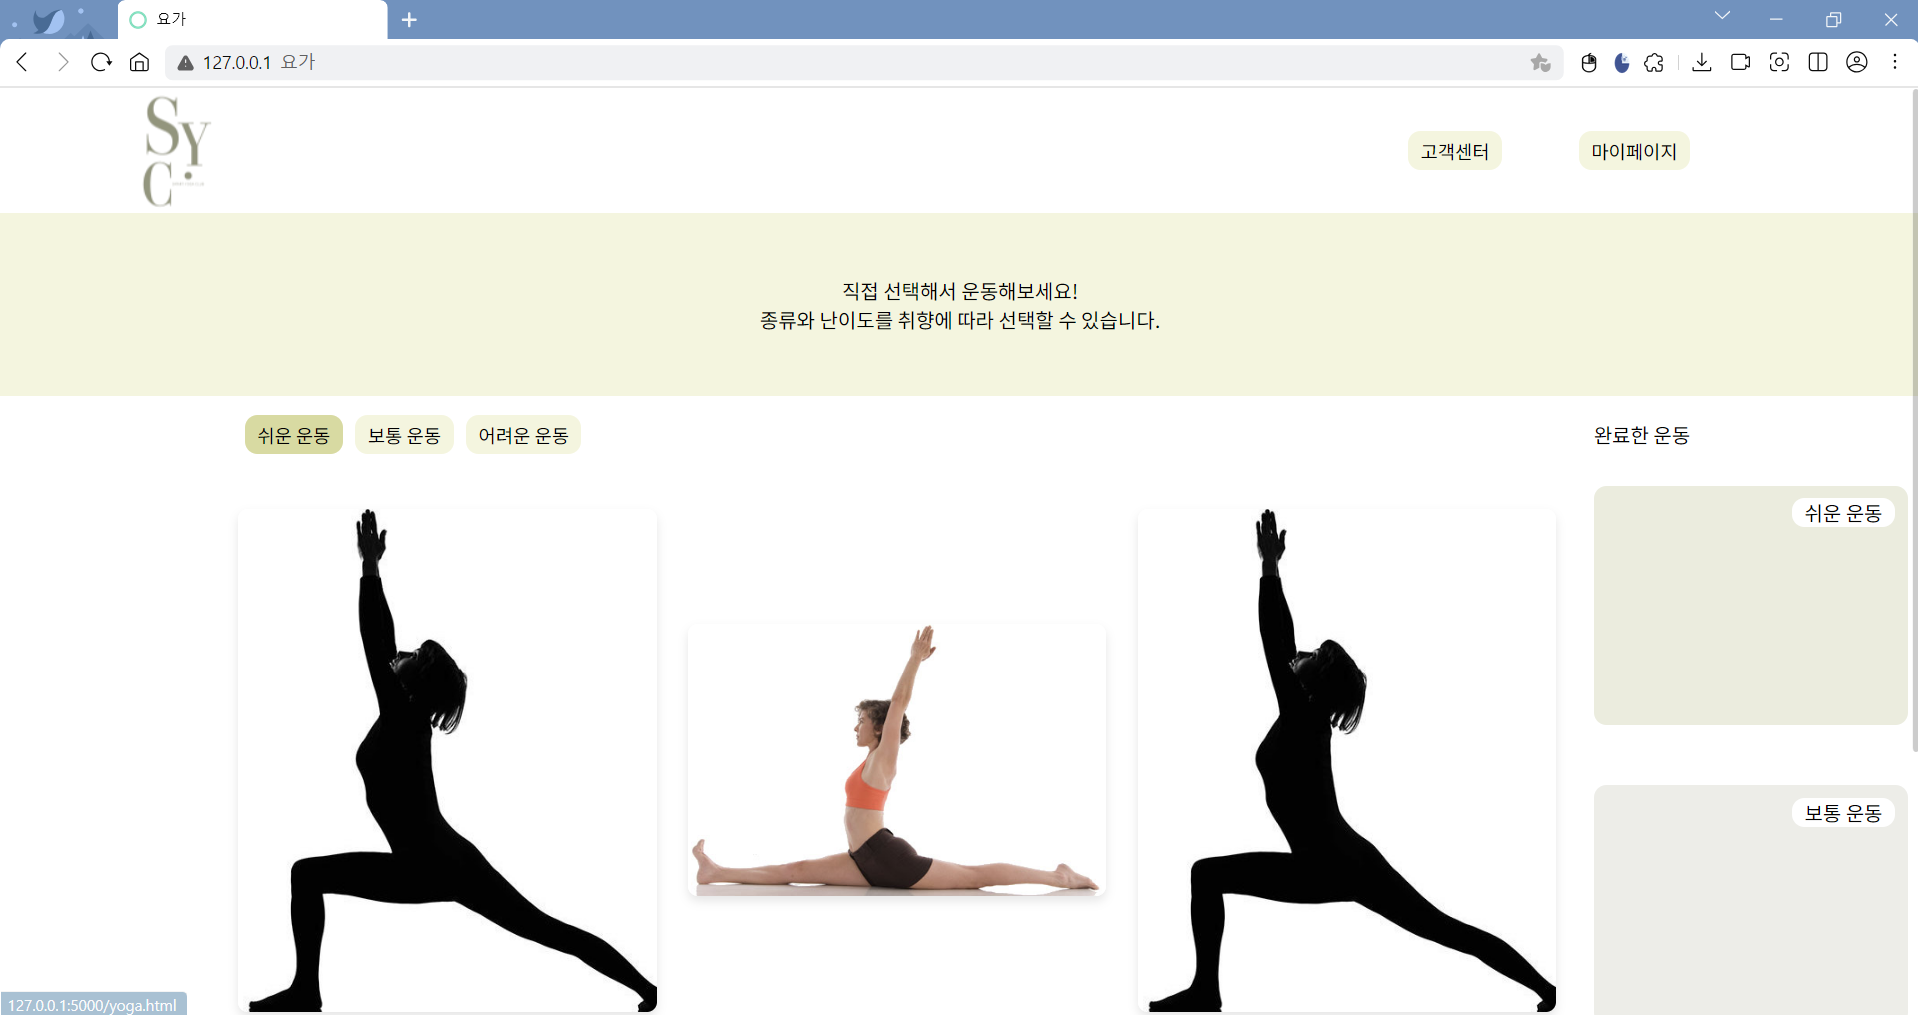 요가
127.0.0.1 요가
SY
C
고객센터 마이페이지
직접 선택해서 운동해보세요!
종류와 난이도를 취향에 따라 선택할 수 있습니다.
쉬운 운동 보통 운동 어려운 운동
완료한 운동
쉬운 운동
보통 운동
127.0.0.1:5000/yoga.html